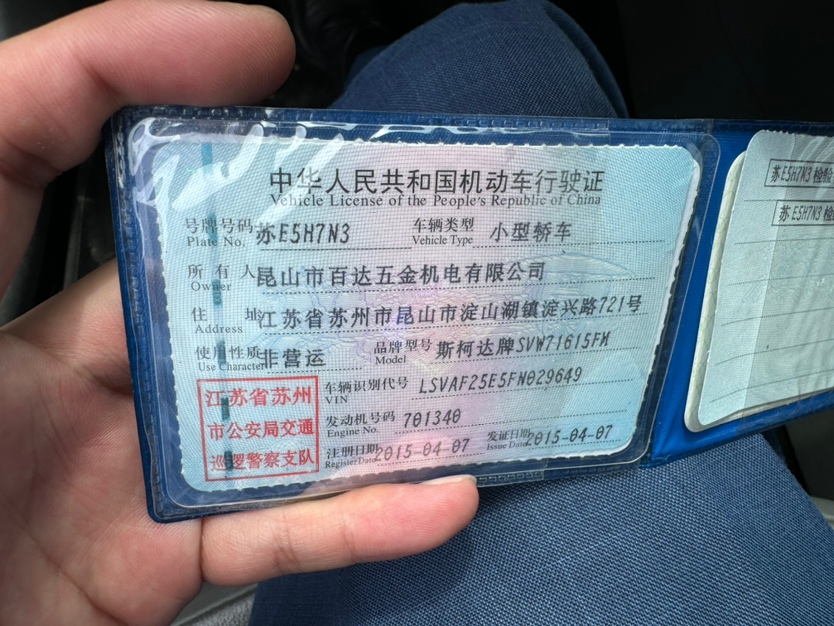 中华人民共和国机动车行驶证
Vehicle License of the People's Republic of China
号牌号码 苏E5H7N3 车辆类型 小型轿车
Plate No. Vehicle Type
所有人 昆山市百达五金机电有限公司
Owner
住址 江苏省苏州市昆山市淀山湖镇淀兴路721号
Address
使用性质 非营运 品牌型号 斯柯达牌SVW71615FM
Use Character Model
江苏省苏州
市公安局交通
巡逻警察支队
车辆识别代号 LSVAF25E5FN029649
VIN
发动机号码 701340
Engine No.
注册日期 2015-04-07 发证日期 2015-04-07
Register Date Issue Date
苏E5H7N3 检验
苏E5H7N3 检